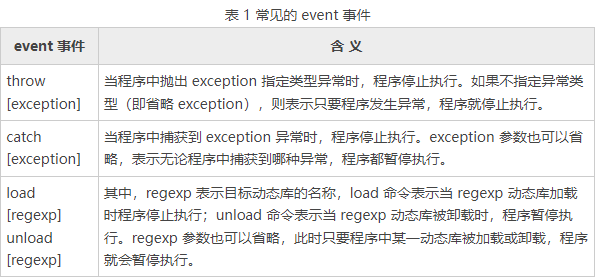 表 1 常见的 event 事件
event 事件
含 义
throw
[exception]
当程序中抛出 exception 指定类型异常时，程序停止执行。如果不指定异常类
型（即省略 exception），则表示只要程序发生异常，程序就停止执行。
catch
[exception]
当程序中捕获到 exception 异常时，程序停止执行。exception 参数也可以省
略，表示无论程序中捕获到哪种异常，程序都暂停执行。
load
[regexp]
unload
[regexp]
其中，regexp 表示目标动态库的名称，load 命令表示当 regexp 动态库加载
时程序停止执行；unload 命令表示当 regexp 动态库被卸载时，程序暂停执
行。regexp 参数也可以省略，此时只要程序中某一动态库被加载或卸载，程序
就会暂停执行。